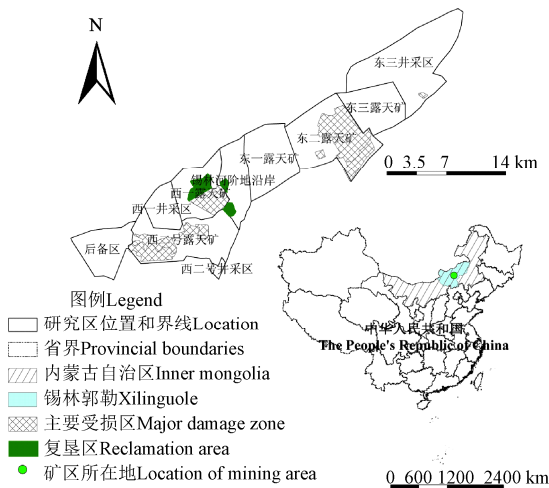 N
东三井采区
东三露天矿
东二露天矿
0 3.5 7 14 km
东一露天矿
锡林河阶地沿岸
西一露天矿
西一井采区
后备区
西二号露天矿
西二号井采区
图例Legend
研究区位置和界线Location
省界Provincial boundaries
内蒙古自治区Inner mongolia
锡林郭勒Xilinguole
主要受损区Major damage zone
复垦区Reclamation area
矿区所在地Location of mining area
中华人民共和国
The People's Republic of China
0 600 1200 2400 km